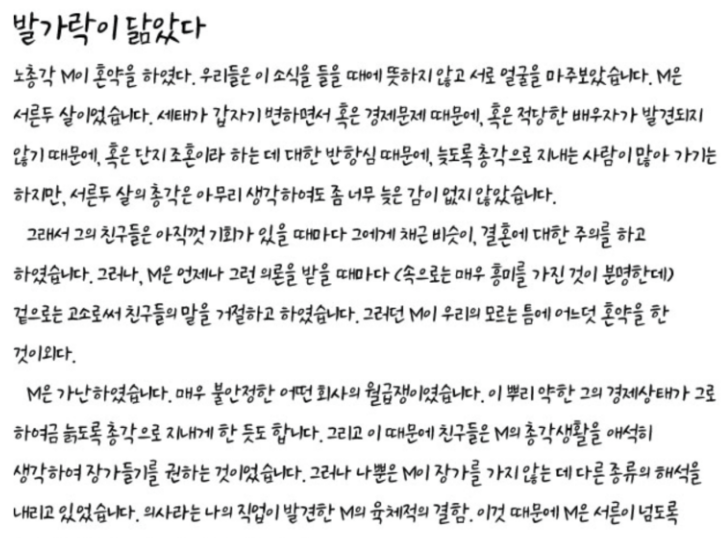 발가락이 닮았다
노총각 M이 혼약을 하였다. 우리들은 이 소식을 들을 때에 뜻하지 않고 서로 얼굴을 마주보았습니다. M은
서른두 살이었습니다. 세태가 갑자기 변하면서 혹은 경제문제 때문에, 혹은 적당한 배우자가 발견되지
않기 때문에, 혹은 단지 조혼이라 하는 데 대한 반항심 때문에, 늦도록 총각으로 지내는 사람이 많아 가기는
하지만, 서른두 살의 총각은 아무리 생각하여도 좀 너무 늦은 감이 없지 않았습니다.
그래서 그의 친구들은 아직껏 기회가 있을 때마다 그에게 채근 비슷이, 결혼에 대한 주의를 하고
하였습니다. 그러나, M은 언제나 그런 의론을 받을 때마다 (속으로는 매우 흥미를 가진 것이 분명한데)
겉으로는 고소로써 친구들의 말을 거절하고 하였습니다. 그러던 M이 우리의 모르는 틈에 어느덧 혼약을 한
것이외다.
M은 가난하였습니다. 매우 불안정한 어떤 회사의 월급쟁이였습니다. 이 뿌리 약한 그의 경제상태가 그로
하여금 늙도록 총각으로 지내게 한 듯도 합니다. 그리고 이 때문에 친구들은 M의 총각생활을 애석히
생각하여 장가들기를 권하는 것이었습니다. 그러나 나뿐은 M이 장가를 가지 않는 데 다른 종류의 해석을
내리고 있었습니다. 의사라는 나의 직업이 발견한 M의 육체적의 결함. 이것 때문에 M은 서른이 넘도록